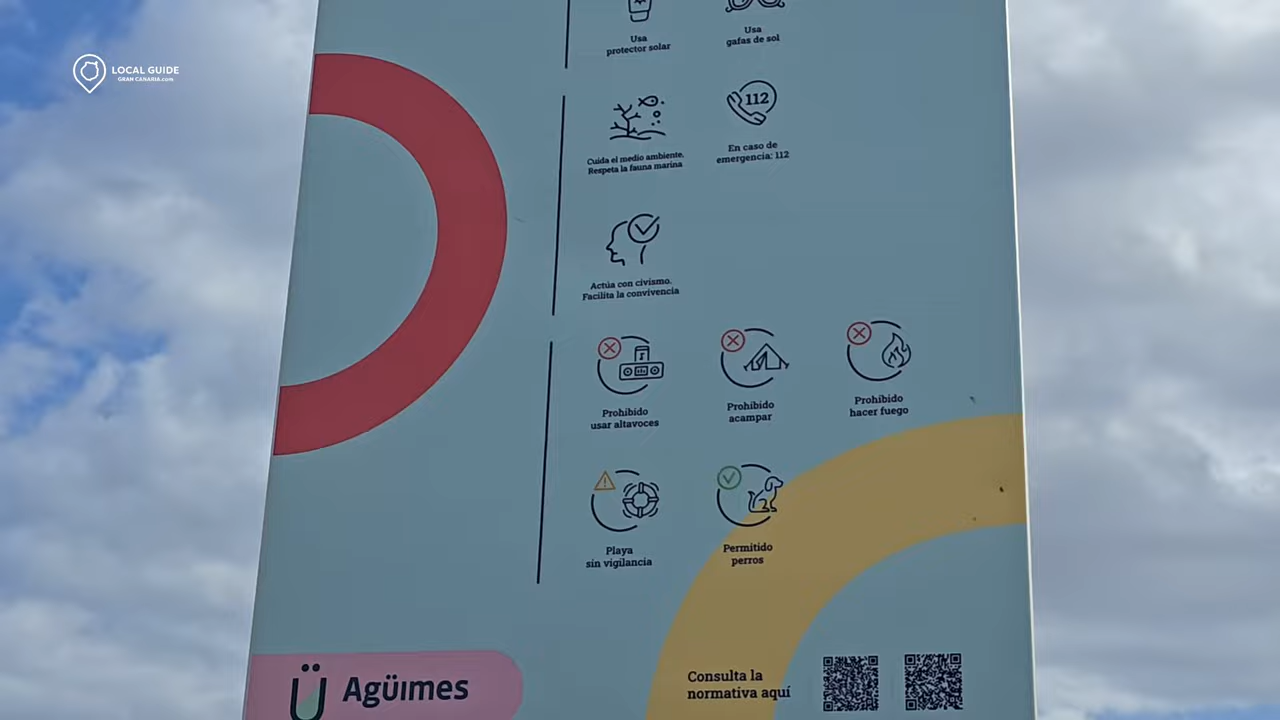 LOCAL GUIDE
GRAN CANARIA.com
Usa
protector solar
Usa
gafas de sol
Cuida el medio ambiente.
Respeta la fauna marina
112
En caso de
emergencia: 112
Actúa con civismo.
Facilita la convivencia
Prohibido
usar altavoces
Prohibido
acampar
Prohibido
hacer fuego
Playa
sin vigilancia
Permitido
perros
Ü Agüimes
Consulta la
normativa aquí